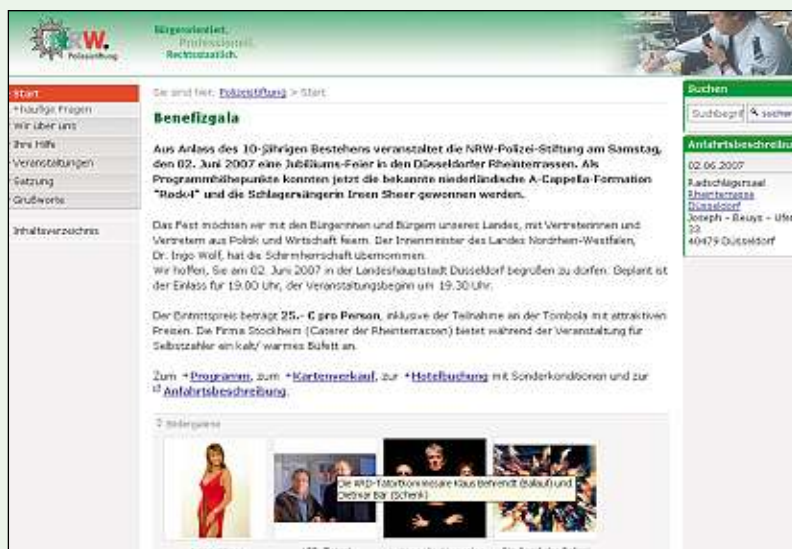 NRW.
Polizeistiftung
Bürgerorientiert.
Professionell.
Rechtsstaatlich.
Start
häufige Fragen
Wir über uns
Ihre Hilfe
Veranstaltungen
Satzung
Grußworte
Inhaltsverzeichnis
Sie sind hier: Polizeistiftung > Start
Benefizgala
Aus Anlass des 10-jährigen Bestehens veranstaltet die NRW-Polizei-Stiftung am Samstag,
den 02. Juni 2007 eine Jubiläums-Feier in den Düsseldorfer Rheinterrassen. Als
Programmhöhepunkte konnten jetzt die bekannte niederländische A-Cappella-Formation
"Rock4" und die Schlagersängerin Ireen Sheer gewonnen werden.
Das Fest möchten wir mit den Bürgerinnen und Bürgern unseres Landes, mit Vertreterinnen und
Vertretern aus Politik und Wirtschaft feiern. Der Innenminister des Landes Nordrhein-Westfalen,
Dr. Ingo Wolf, hat die Schirmherrschaft übernommen.
Wir hoffen, Sie am 02. Juni 2007 in der Landeshauptstadt Düsseldorf begrüßen zu dürfen. Geplant ist
der Einlass für 19.00 Uhr, der Veranstaltungsbeginn um 19.30 Uhr.
Der Eintrittspreis beträgt 25.- € pro Person, inklusive der Teilnahme an der Tombola mit attraktiven
Preisen. Die Firma Stockheim (Caterer der Rheinterrassen) bietet während der Veranstaltung für
Selbstzahler ein kalt/ warmes Büfett an.
Zum Programm, zum Kartenverkauf, zur Hotelbuchung mit Sonderkonditionen und zur
Anfahrtsbeschreibung.
Bildergalerie
Die ARD-Tatortkommissare Klaus Behrendt (Ballauf) und
Dietmar Bär (Schenk)
Suchen
Suchbegrif suchen
Anfahrtsbeschreibu
02.06.2007
Radschlägersaal
Rheinterrasse
Düsseldorf
Joseph - Beuys - Ufer
33
40479 Düsseldorf